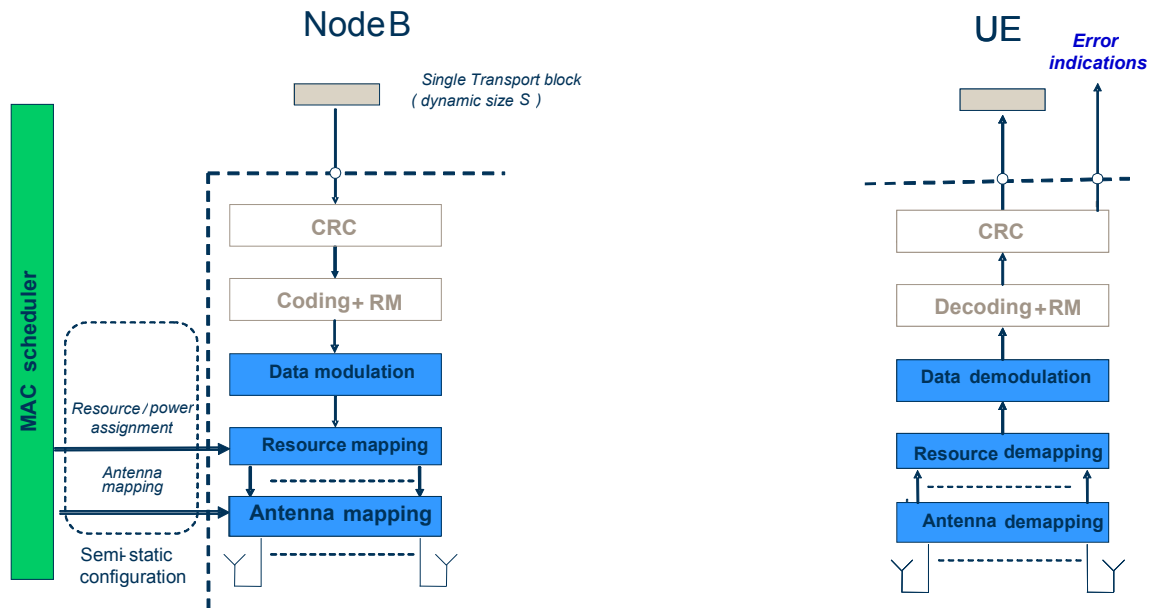 NodeB
UE
Error
indications
Single Transport block
( dynamic size S )
MAC scheduler
CRC
Coding+ RM
Data modulation
Resource/ power
assignment
Resource mapping
Antenna
mapping
Antenna mapping
Semi-static
configuration
CRC
Decoding+RM
Data demodulation
Resource demapping
Antenna demapping